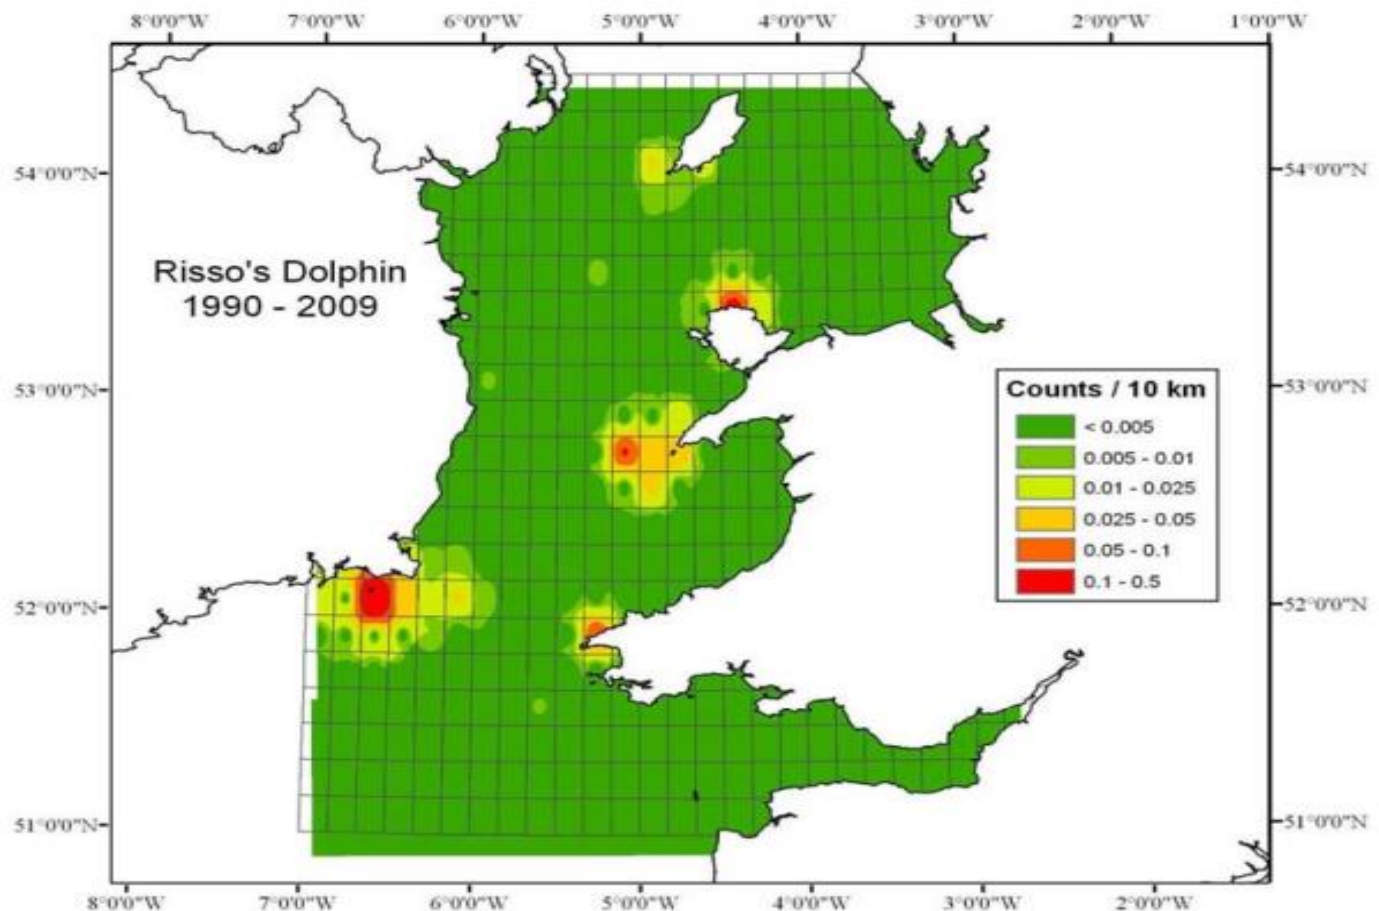 8°0'0"W 7°0'0"W 6°0'0"W 5°0'0"W 4°0'0"W 3°0'0"W 2°0'0"W 1°0'0"W
54°0'0"N 54°0'0"N
Risso's Dolphin
1990 - 2009
53°0'0"N 53°0'0"N
Counts / 10 km
< 0.005
0.005 - 0.01
0.01 - 0.025
0.025 - 0.05
0.05 - 0.1
0.1 - 0.5
52°0'0"N 52°0'0"N
51°0'0"N 51°0'0"N
8°0'0"W 7°0'0"W 6°0'0"W 5°0'0"W 4°0'0"W 3°0'0"W 2°0'0"W